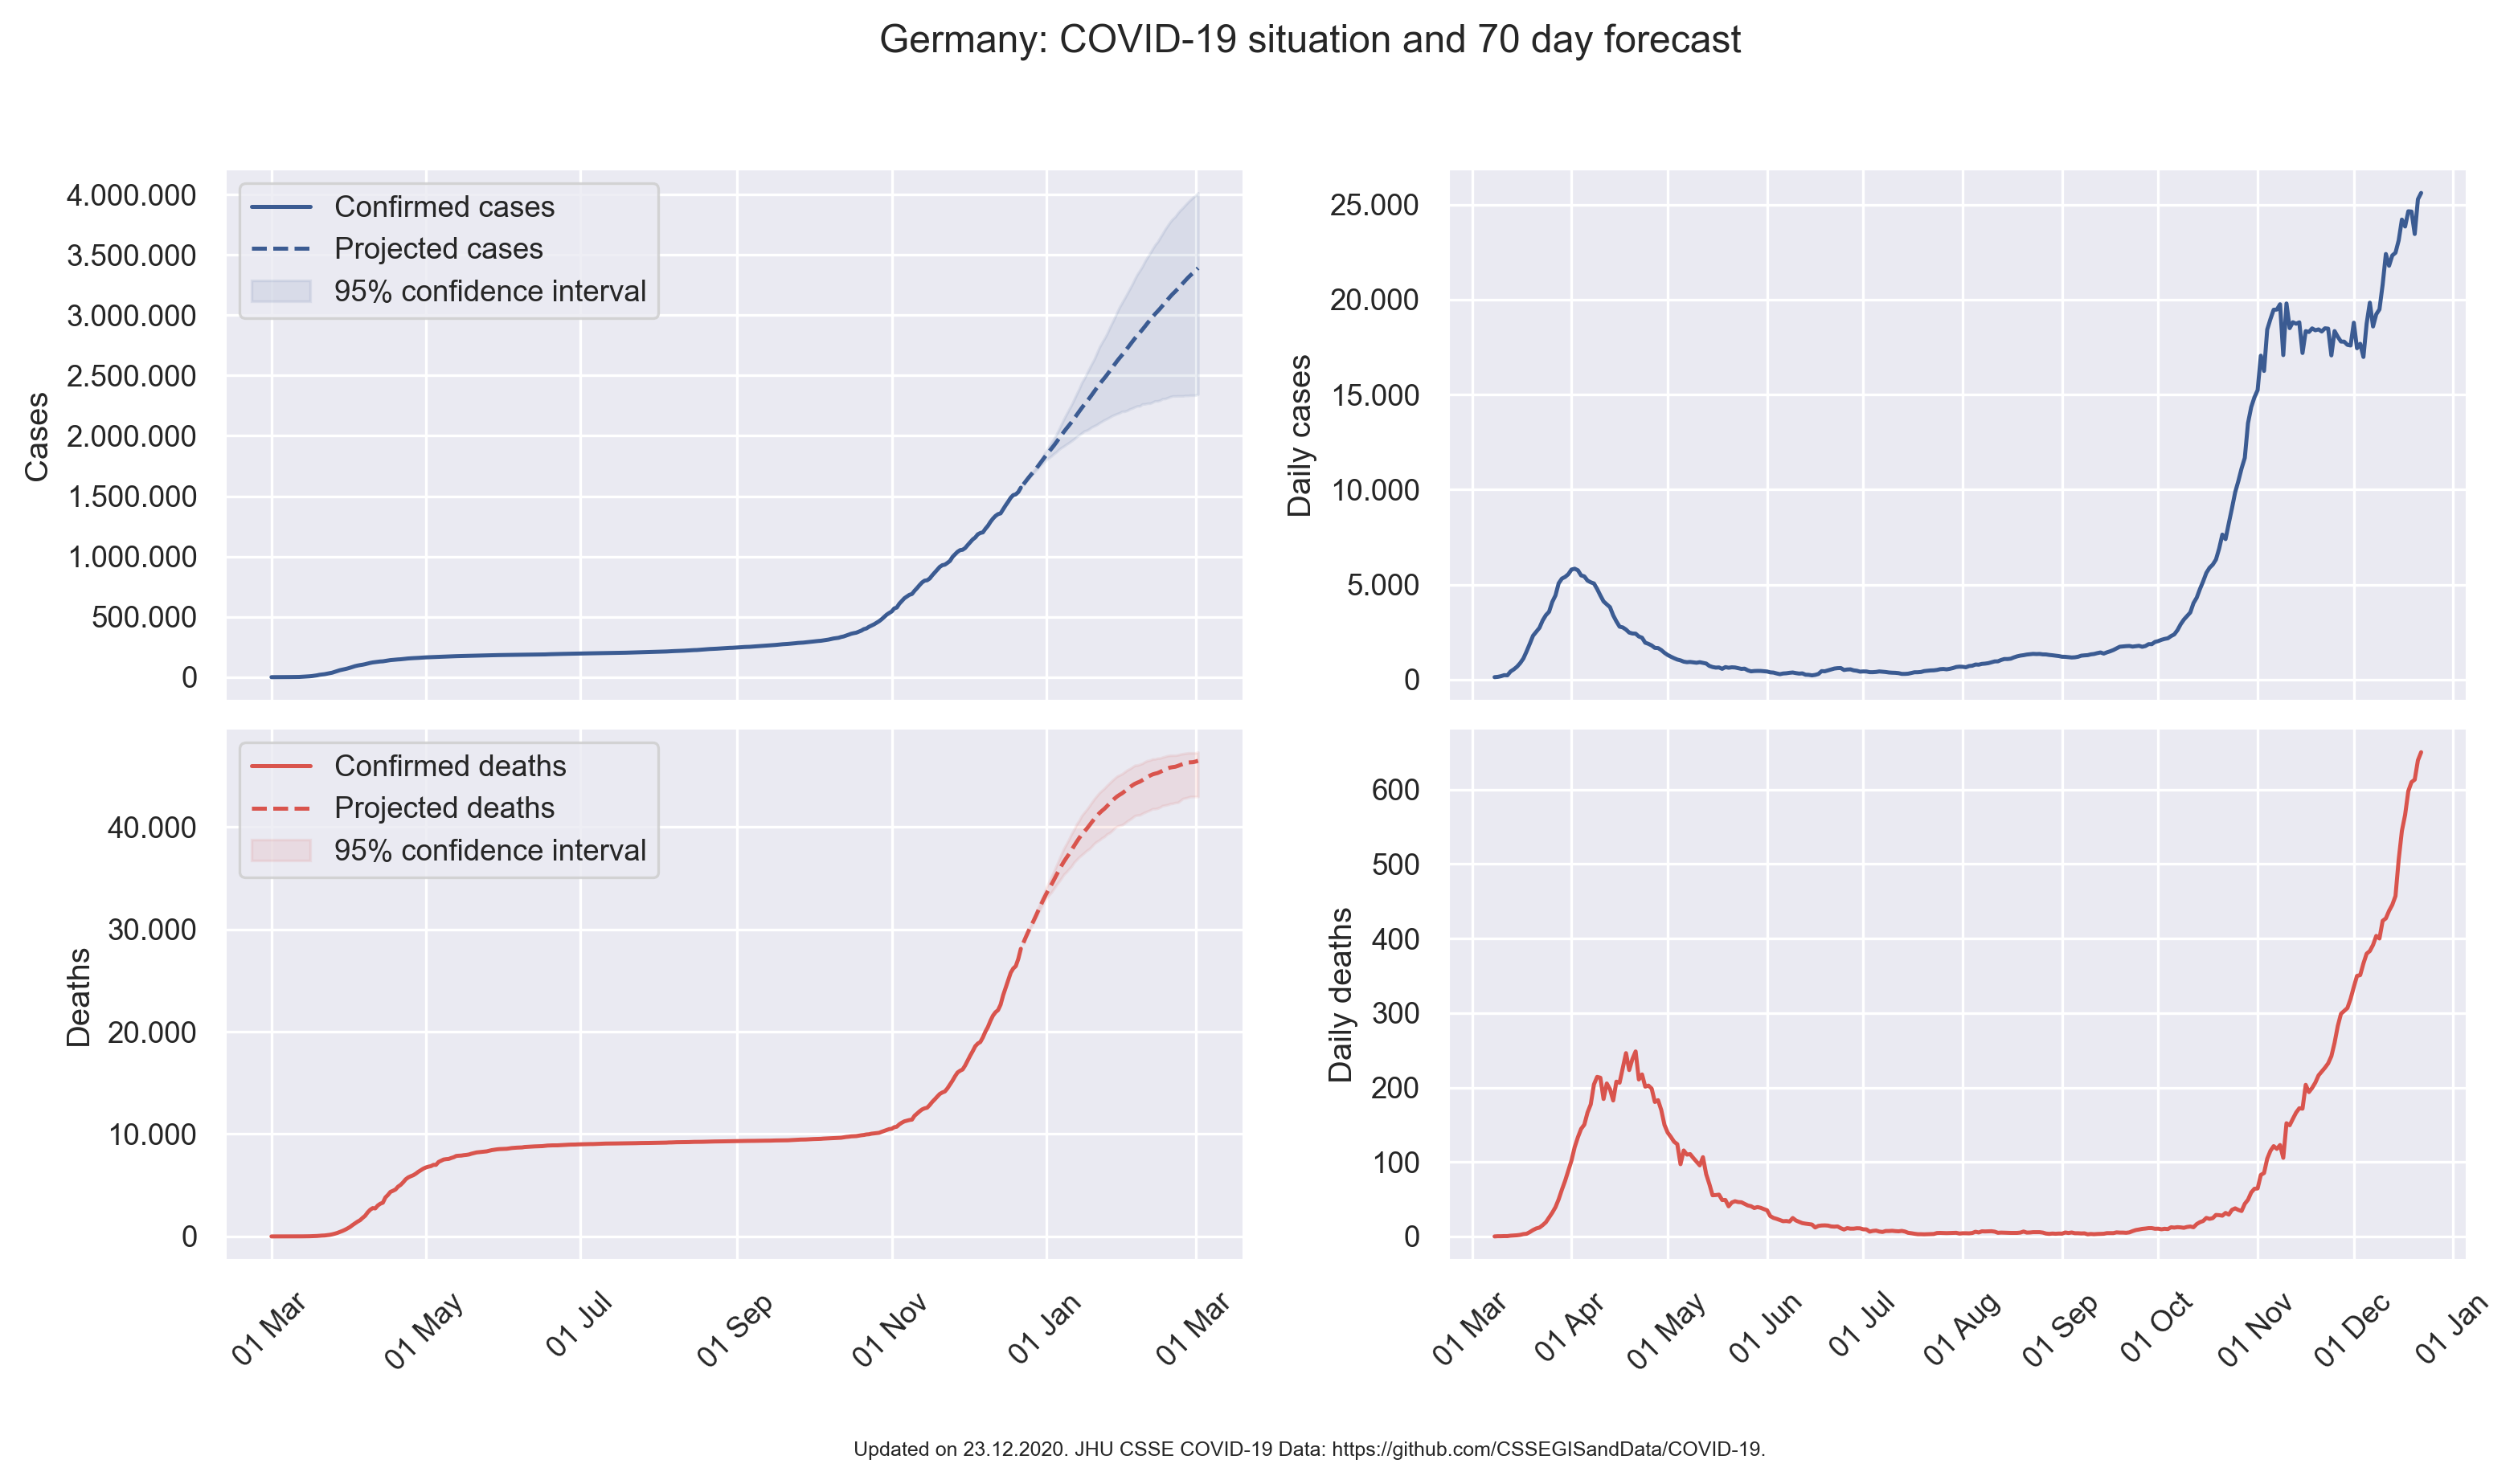 Germany: COVID-19 situation and 70 day forecast
Cases
4.000.000
3.500.000
3.000.000
2.500.000
2.000.000
1.500.000
1.000.000
500.000
0
Confirmed cases
Projected cases
95% confidence interval
Daily cases
25.000
20.000
15.000
10.000
5.000
0
Deaths
40.000
30.000
20.000
10.000
0
Confirmed deaths
Projected deaths
95% confidence interval
01 Mar
01 May
01 Jul
01 Sep
01 Nov
01 Jan
01 Mar
Daily deaths
600
500
400
300
200
100
0
01 Mar
01 Apr
01 May
01 Jun
01 Jul
01 Aug
01 Sep
01 Oct
01 Nov
01 Dec
01 Jan
Updated on 23.12.2020. JHU CSSE COVID-19 Data: https://github.com/CSSEGISandData/COVID-19.